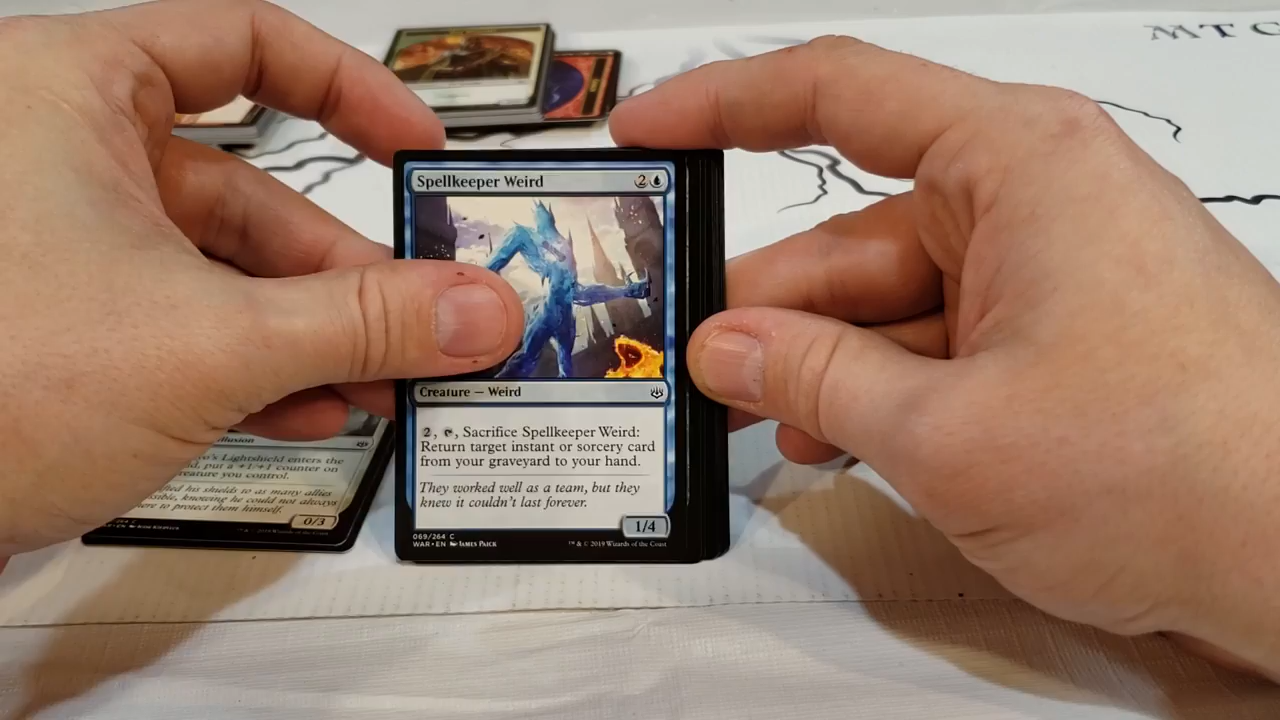 MTG
Spellkeeper Weird 2
Creature — Weird
2, , Sacrifice Spellkeeper Weird:
Return target instant or sorcery card
from your graveyard to your hand.
They worked well as a team, but they
knew it couldn't last forever.
1/4
069/264 C
WAR • EN James Paick
™ & © 2019 Wizards of the Coast
Lightshield enters the
put a +1/+1 counter on
you control.
his shields to as many allies
knowing he could not always
to protect them himself.
0/3